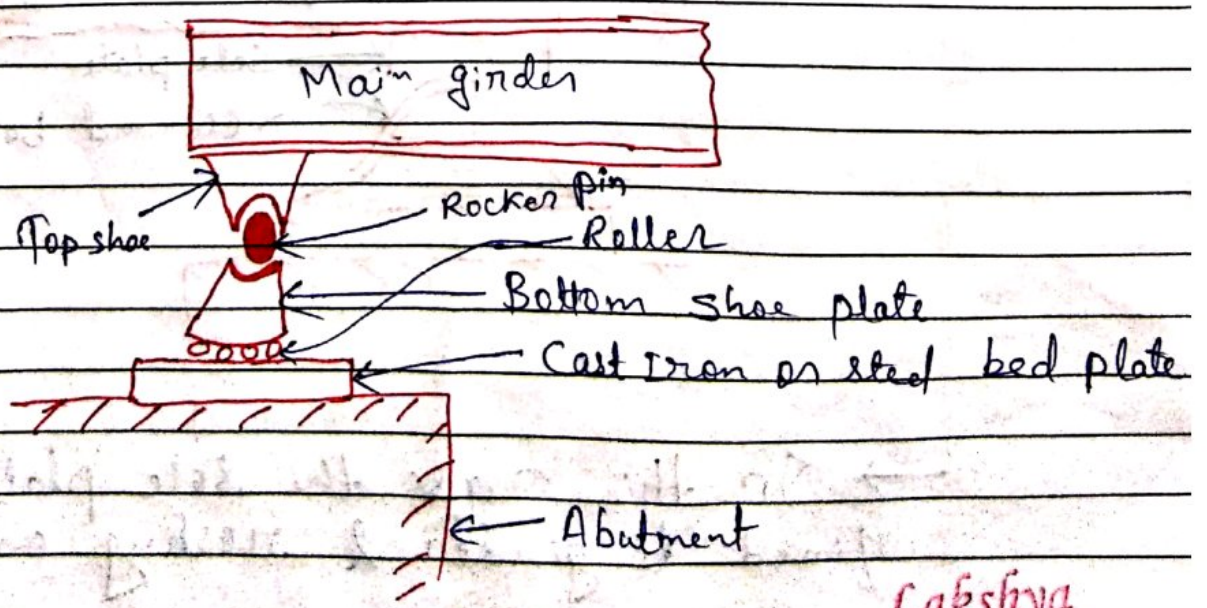 Main girder
Rocker pin
Top shoe
Roller
Bottom shoe plate
Cast Iron or steel bed plate
Abutment
Lakshya